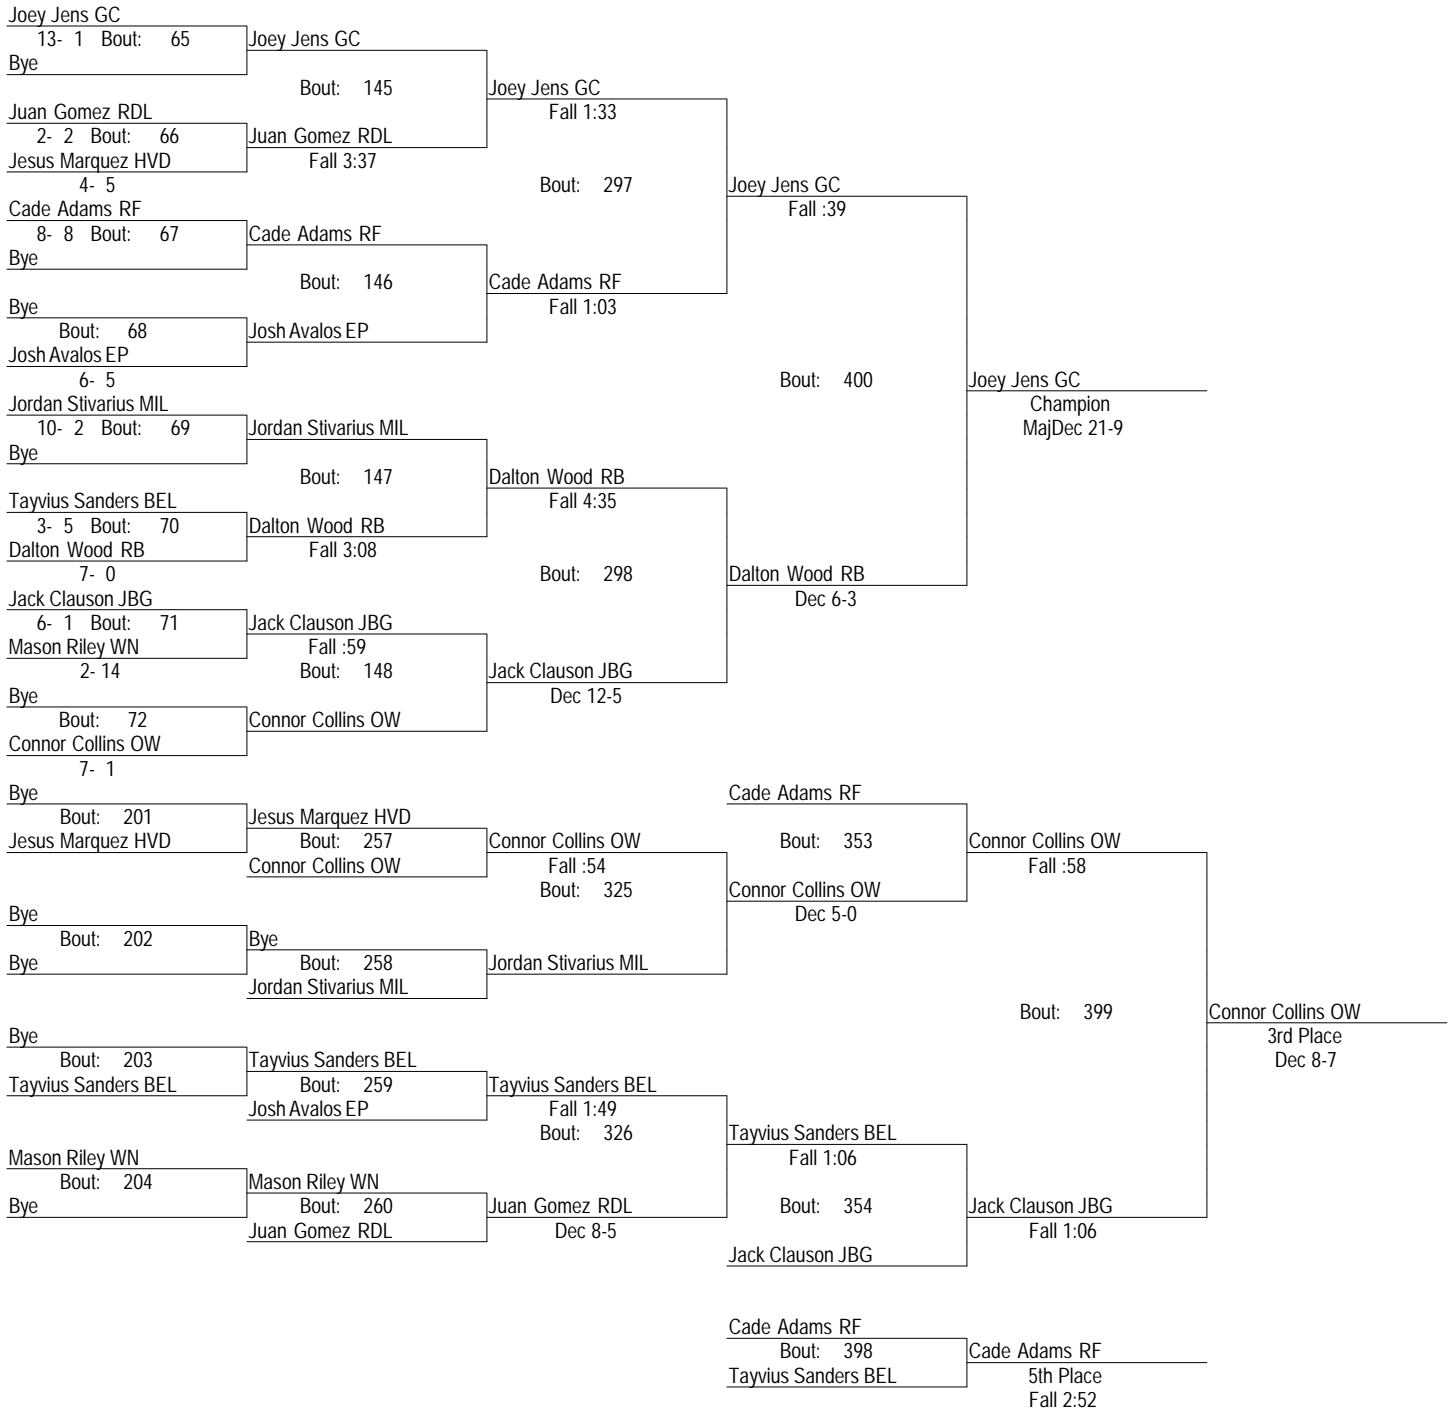 Joey Jens GC
13- 1 Bout: 65
Bye
Joey Jens GC
Bout: 145
Juan Gomez RDL
2- 2 Bout: 66
Jesus Marquez HVD
4- 5
Juan Gomez RDL
Fall 3:37
Joey Jens GC
Fall 1:33
Bout: 297
Cade Adams RF
8- 8 Bout: 67
Bye
Cade Adams RF
Bout: 146
Bye
Bout: 68
Josh Avalos EP
6- 5
Josh Avalos EP
Cade Adams RF
Fall 1:03
Joey Jens GC
Fall :39
Bout: 400
Jordan Stivarius MIL
10- 2 Bout: 69
Bye
Jordan Stivarius MIL
Bout: 147
Tayvius Sanders BEL
3- 5 Bout: 70
Dalton Wood RB
7- 0
Dalton Wood RB
Fall 3:08
Dalton Wood RB
Fall 4:35
Bout: 298
Jack Clauson JBG
6- 1 Bout: 71
Mason Riley WN
2- 14
Jack Clauson JBG
Fall :59
Bout: 148
Bye
Bout: 72
Connor Collins OW
7- 1
Connor Collins OW
Jack Clauson JBG
Dec 12-5
Dalton Wood RB
Dec 6-3
Joey Jens GC
Champion
MajDec 21-9
Bye
Bout: 201
Jesus Marquez HVD
Jesus Marquez HVD
Bout: 257
Connor Collins OW
Connor Collins OW
Fall :54
Bout: 325
Bye
Bout: 202
Bye
Bye
Bout: 258
Jordan Stivarius MIL
Jordan Stivarius MIL
Cade Adams RF
Bout: 353
Connor Collins OW
Dec 5-0
Connor Collins OW
Fall :58
Bout: 399
Bye
Bout: 203
Tayvius Sanders BEL
Tayvius Sanders BEL
Bout: 259
Josh Avalos EP
Tayvius Sanders BEL
Fall 1:49
Bout: 326
Mason Riley WN
Bout: 204
Bye
Mason Riley WN
Bout: 260
Juan Gomez RDL
Juan Gomez RDL
Dec 8-5
Tayvius Sanders BEL
Fall 1:06
Bout: 354
Jack Clauson JBG
Jack Clauson JBG
Fall 1:06
Connor Collins OW
3rd Place
Dec 8-7
Cade Adams RF
Bout: 398
Tayvius Sanders BEL
Cade Adams RF
5th Place
Fall 2:52